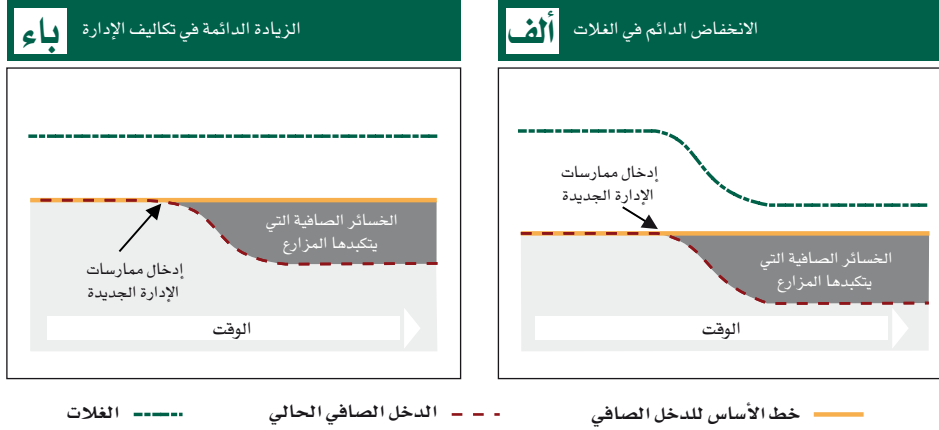 ألف
الانخفاض الدائم في الغلات
إدخال ممارسات
الإدارة الجديدة
الخسائر الصافية التي
يتكبدها المزارع
الوقت
باء
الزيادة الدائمة في تكاليف الإدارة
الخسائر الصافية التي
يتكبدها المزارع
إدخال ممارسات
الإدارة الجديدة
الوقت
خط الأساس للدخل الصافي
الدخل الصافي الحالي
الغلات